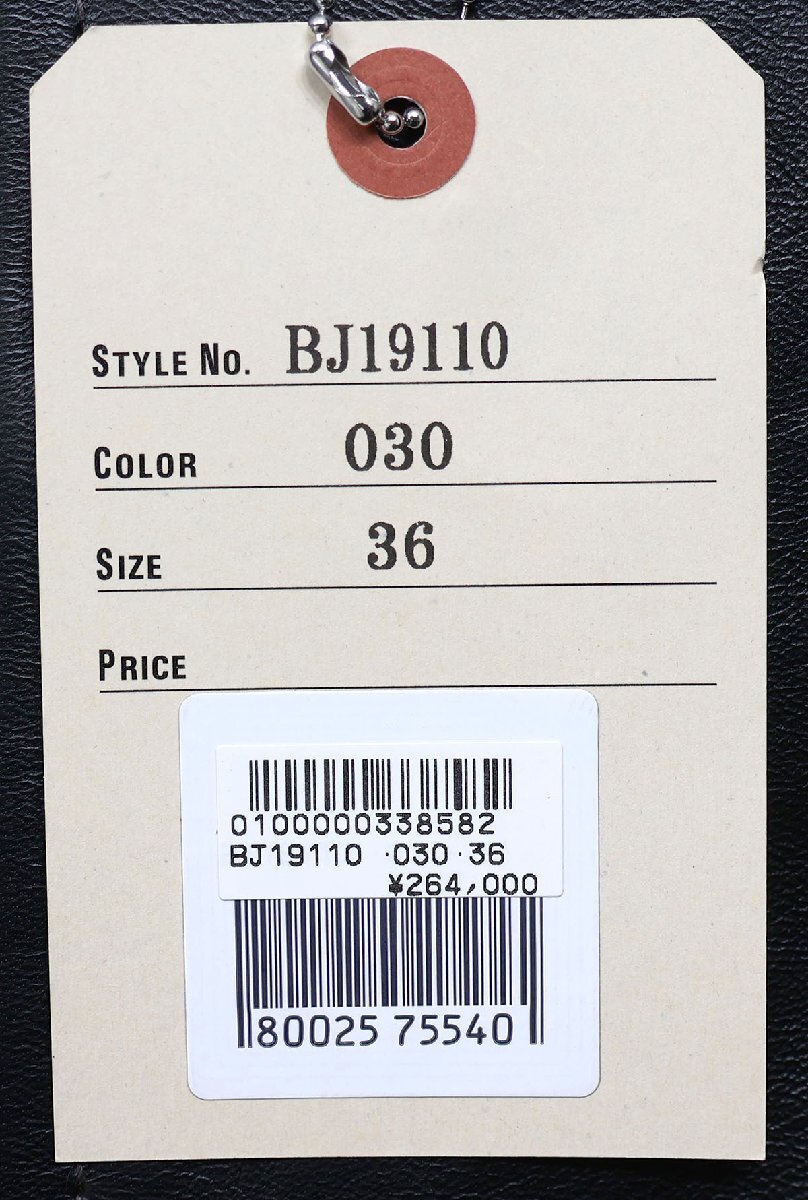 STYLE NO. BJ19110
COLOR 030
SIZE 36
PRICE
0100000338582
BJ19110 ·030·36
¥264,000
80025 75540